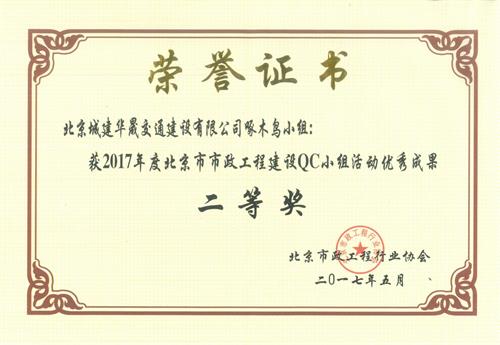 荣誉证书
北京城建华晟交通建设有限公司啄木鸟小组：
获2017年度北京市市政工程建设QC小组活动优秀成果
二等奖
北京市政工程行业协会
二〇一七年五月